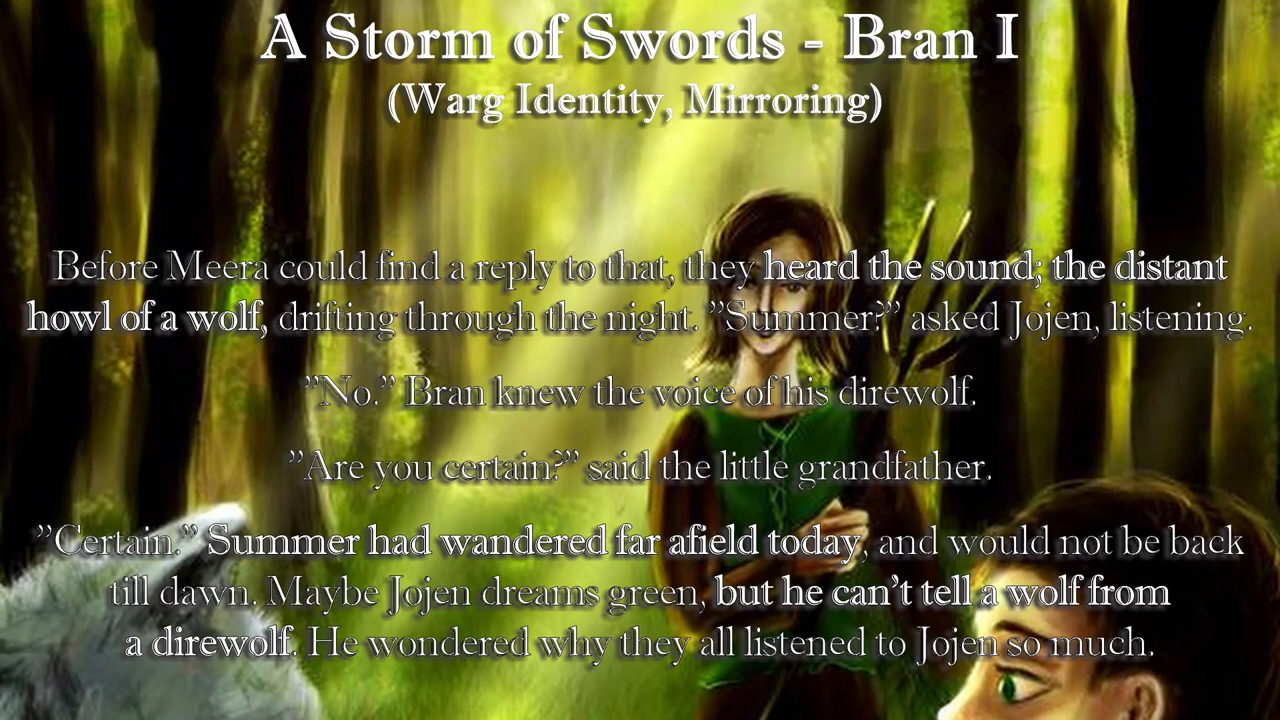 A Storm of Swords - Bran I
(Warg Identity, Mirroring)
Before Meera could find a reply to that, they heard the sound; the distant
howl of a wolf, drifting through the night. ”Summer?” asked Jojen, listening.
”No.” Bran knew the voice of his direwolf.
”Are you certain?” said the little grandfather.
”Certain.” Summer had wandered far afield today, and would not be back
till dawn. Maybe Jojen dreams green, but he can’t tell a wolf from
a direwolf. He wondered why they all listened to Jojen so much.